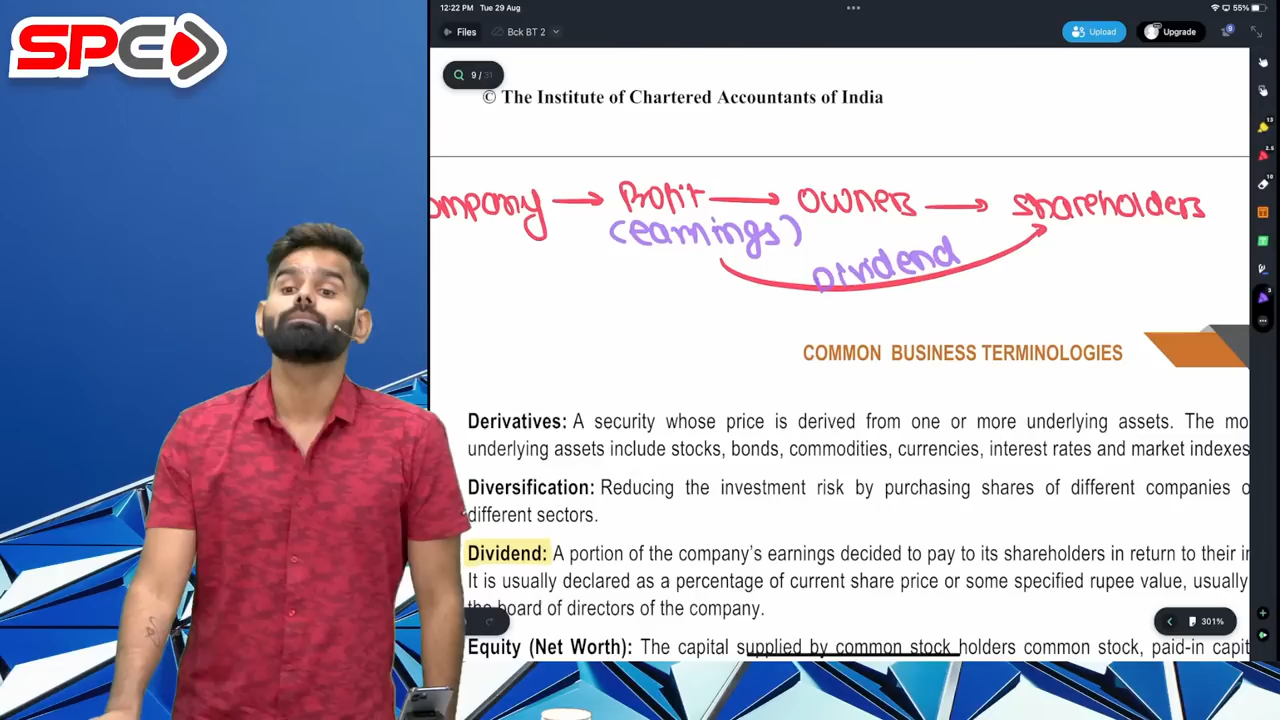 SPC
12:22 PM Tue 29 Aug
55%
Files
Bck BT 2
Upload
Upgrade
9 / 31
© The Institute of Chartered Accountants of India
ompany → Profit → owners → shareholders
(earnings)
Dividend
COMMON BUSINESS TERMINOLOGIES
Derivatives: A security whose price is derived from one or more underlying assets. The mo
underlying assets include stocks, bonds, commodities, currencies, interest rates and market indexes
Diversification: Reducing the investment risk by purchasing shares of different companies o
different sectors.
Dividend: A portion of the company's earnings decided to pay to its shareholders in return to their in
It is usually declared as a percentage of current share price or some specified rupee value, usually
the board of directors of the company.
301%
Equity (Net Worth): The capital supplied by common stock holders common stock, paid-in capit